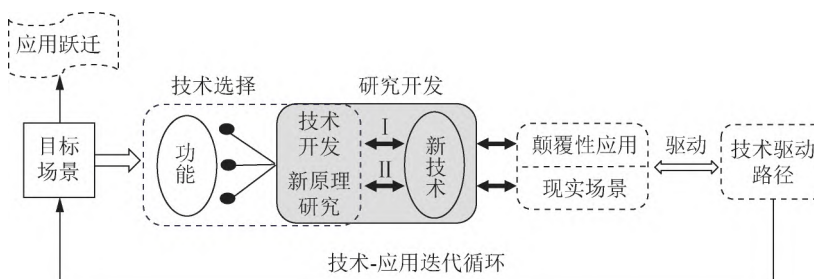 应用跃迁
技术选择
研究开发
目标
场景
功能
技术
开发
新原理
研究
I
II
新技术
颠覆性应用
现实场景
驱动
技术驱动
路径
技术-应用迭代循环